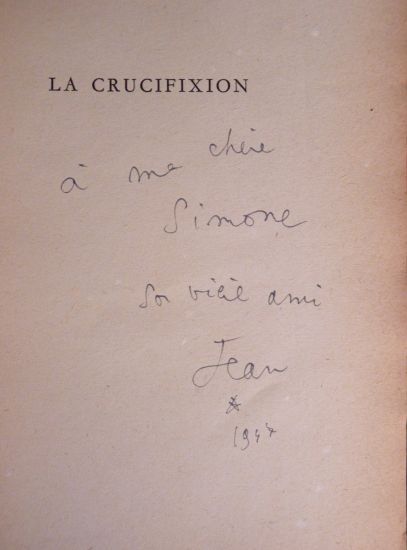 LA CRUCIFIXION
à ma chère
Simone
son vieil ami
Jean
1947